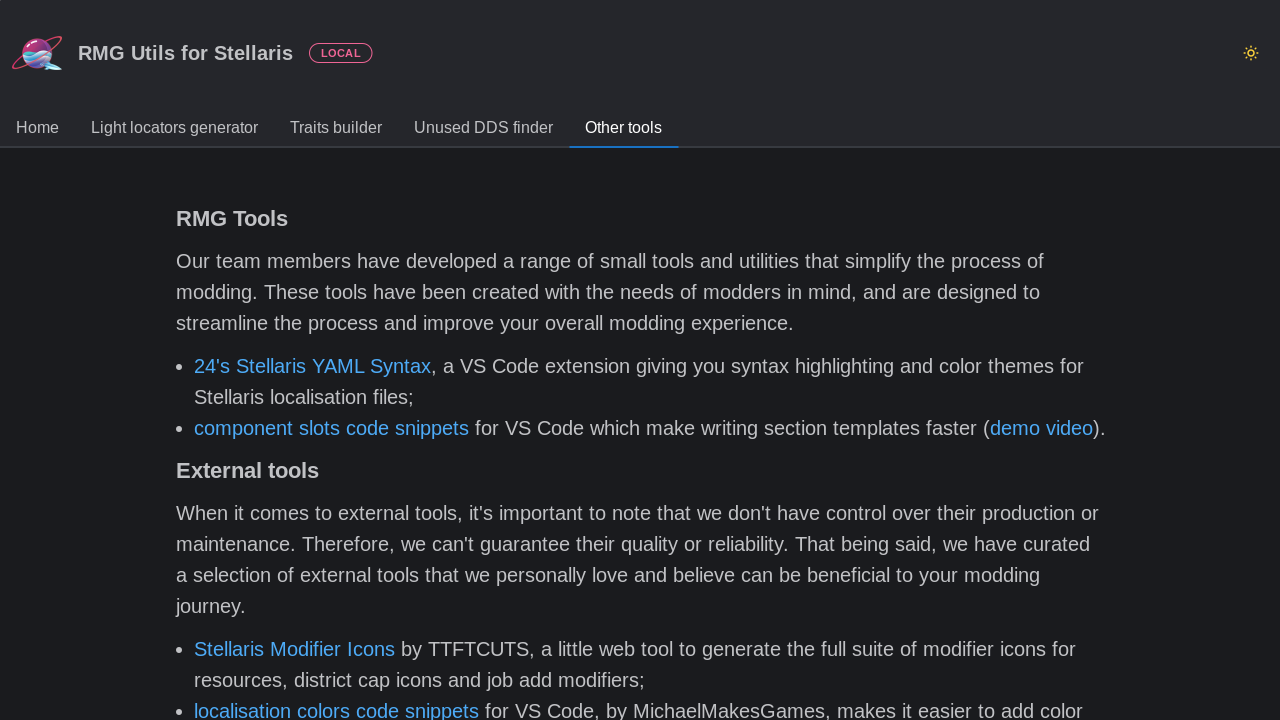 RMG Utils for Stellaris
LOCAL
Home
Light locators generator
Traits builder
Unused DDS finder
Other tools
RMG Tools
Our team members have developed a range of small tools and utilities that simplify the process of
modding. These tools have been created with the needs of modders in mind, and are designed to
streamline the process and improve your overall modding experience.
24's Stellaris YAML Syntax, a VS Code extension giving you syntax highlighting and color themes for
Stellaris localisation files;
component slots code snippets for VS Code which make writing section templates faster (demo video).
External tools
When it comes to external tools, it's important to note that we don't have control over their production or
maintenance. Therefore, we can't guarantee their quality or reliability. That being said, we have curated
a selection of external tools that we personally love and believe can be beneficial to your modding
journey.
Stellaris Modifier Icons by TTFTCUTS, a little web tool to generate the full suite of modifier icons for
resources, district cap icons and job add modifiers;
localisation colors code snippets for VS Code, by MichaelMakesGames, makes it easier to add color